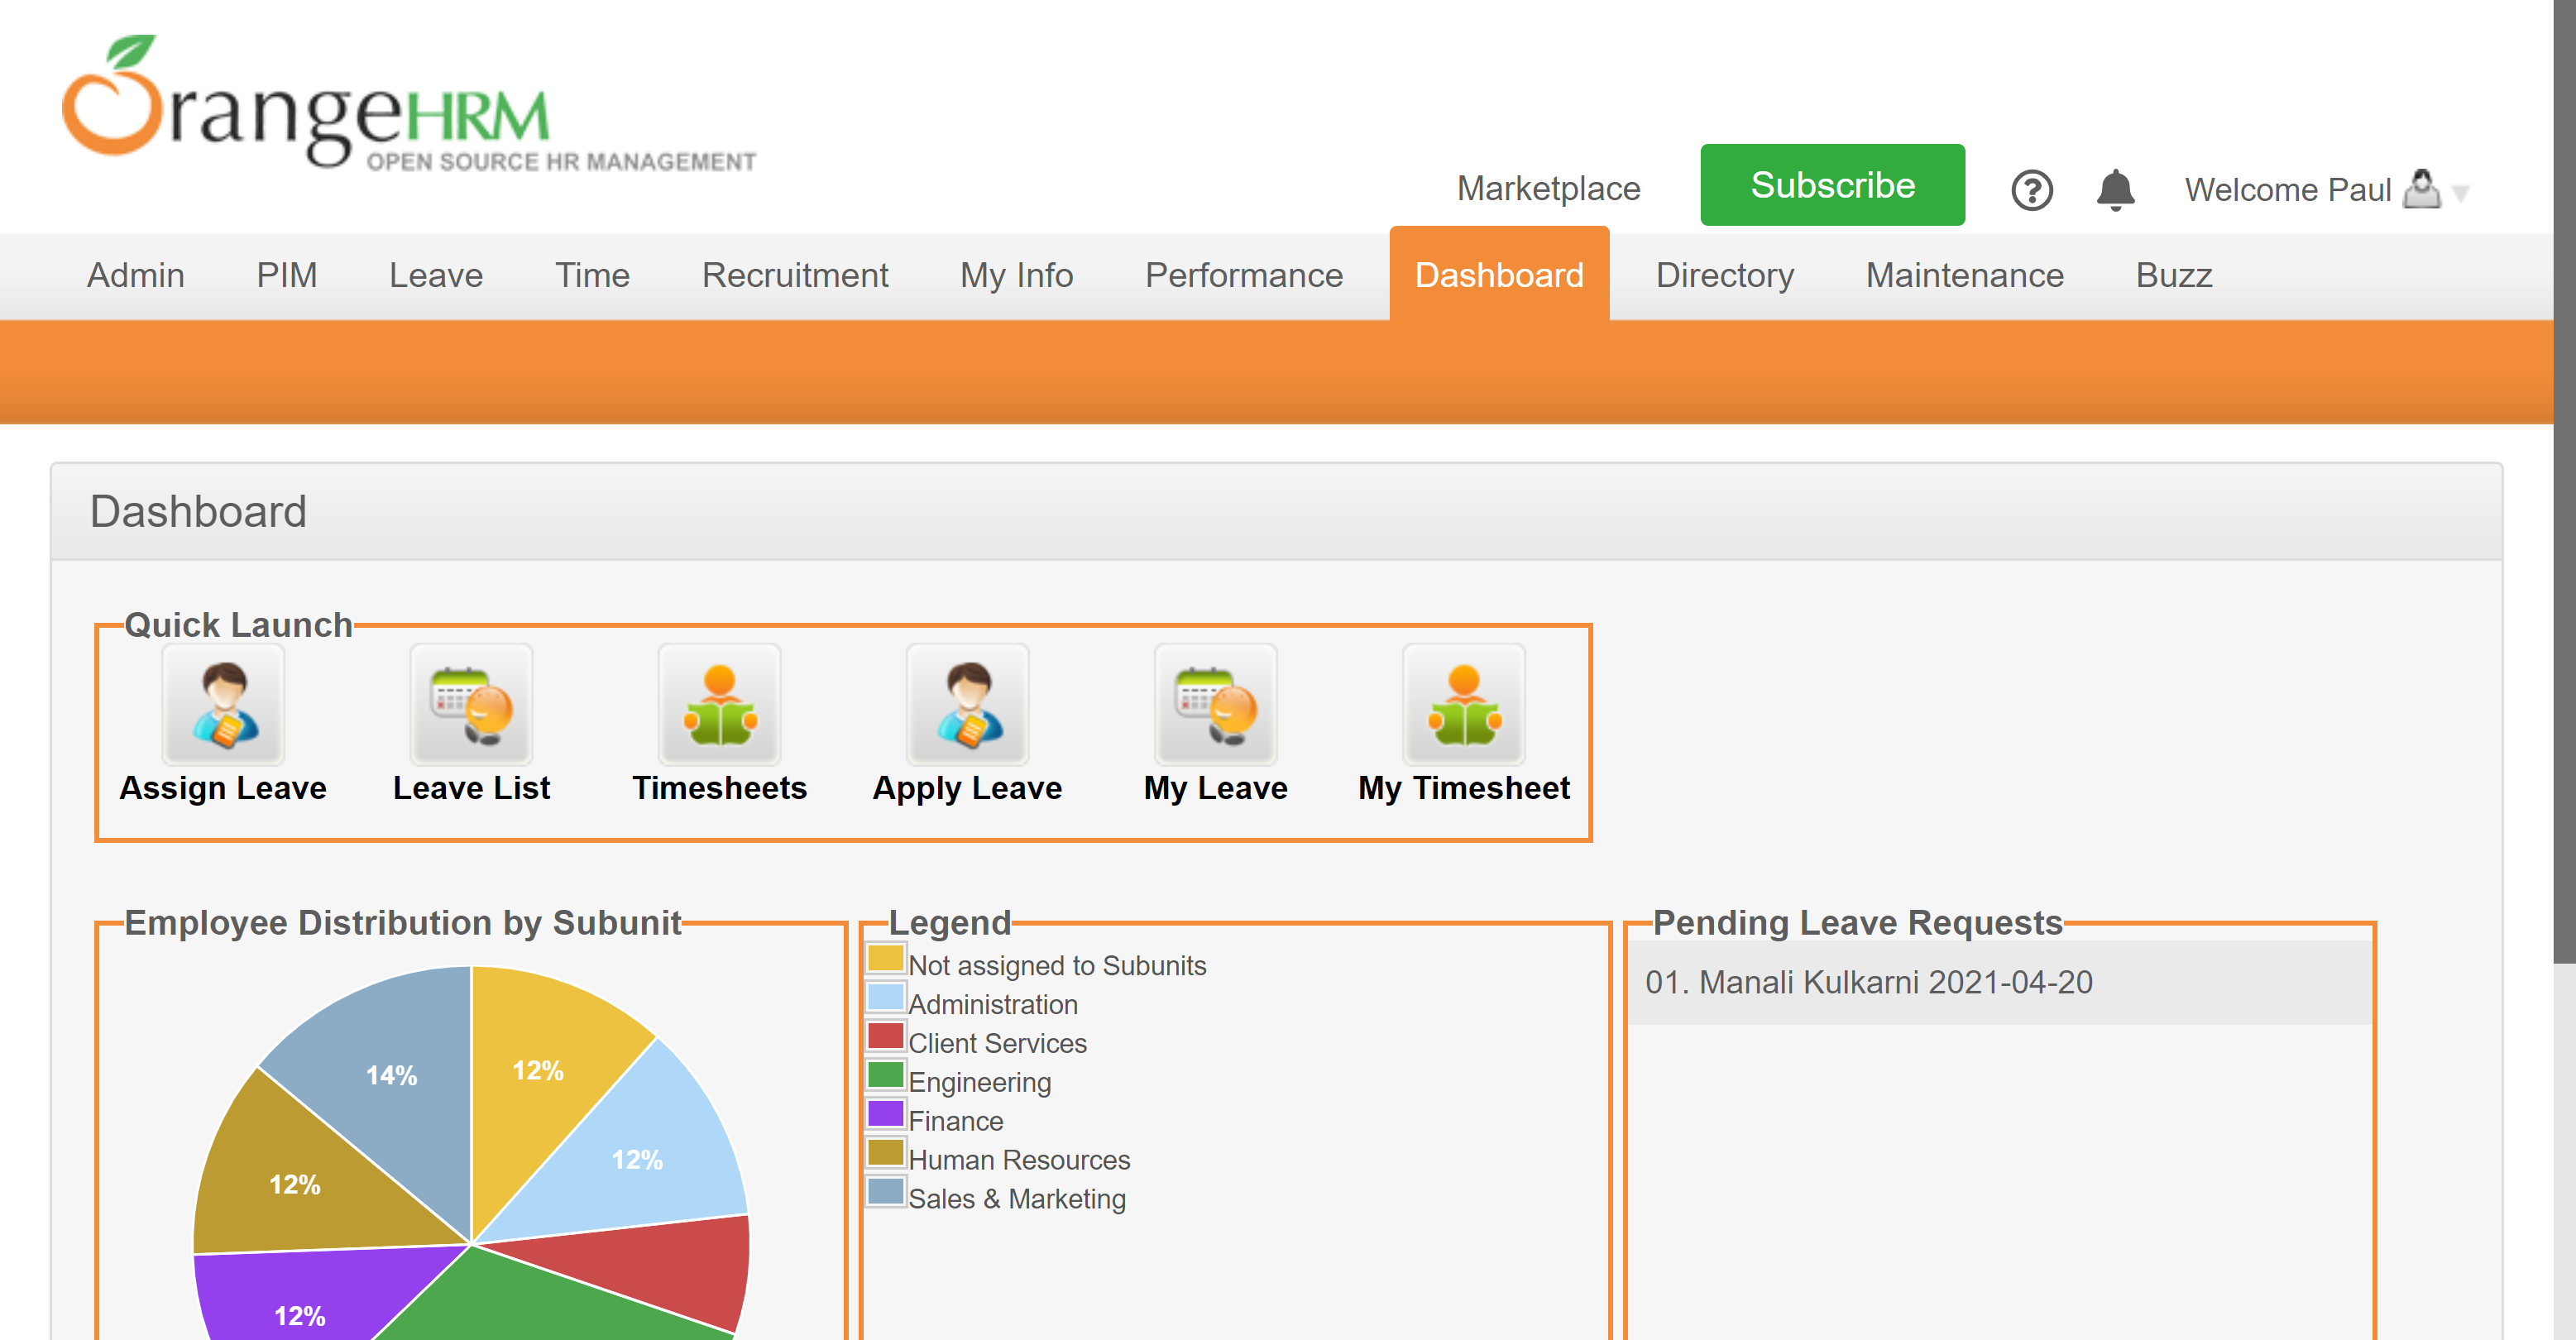 OrangeHRM
OPEN SOURCE HR MANAGEMENT
Marketplace
Subscribe
?
Welcome Paul
Admin PIM Leave Time Recruitment My Info Performance Dashboard Directory Maintenance Buzz
Dashboard
Quick Launch
Assign Leave Leave List Timesheets Apply Leave My Leave My Timesheet
Employee Distribution by Subunit
14% 12%
12%
12%
12%
Legend
Not assigned to Subunits
Administration
Client Services
Engineering
Finance
Human Resources
Sales & Marketing
Pending Leave Requests
01. Manali Kulkarni 2021-04-20